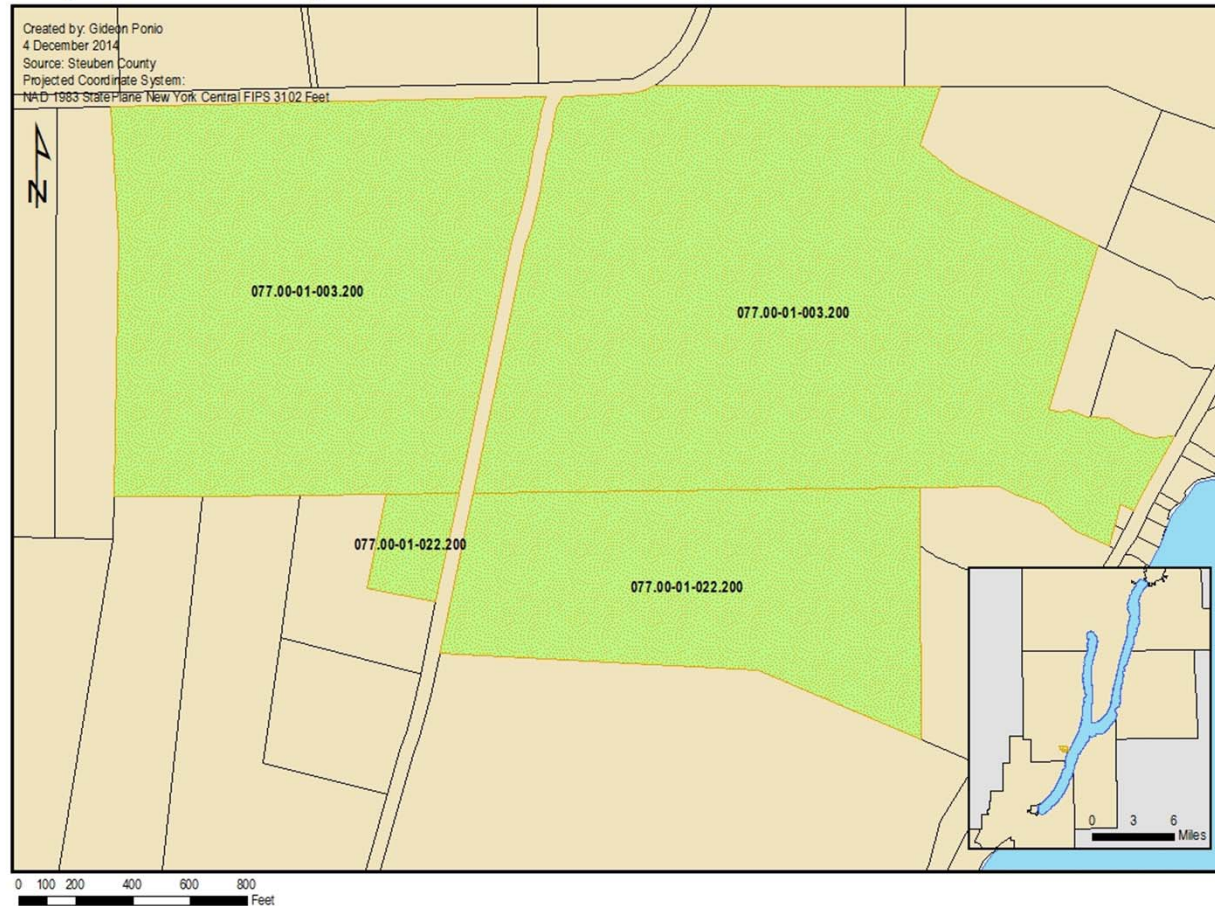 Created by: Gideon Ponio
4 December 2014
Source: Steuben County
Projected Coordinate System:
NAD 1983 StatePlane New York Central FIPS 3102 Feet
N
077.00-01-003.200
077.00-01-003.200
077.00-01-022.200
077.00-01-022.200
0 3 6
Miles
0 100 200 400 600 800
Feet